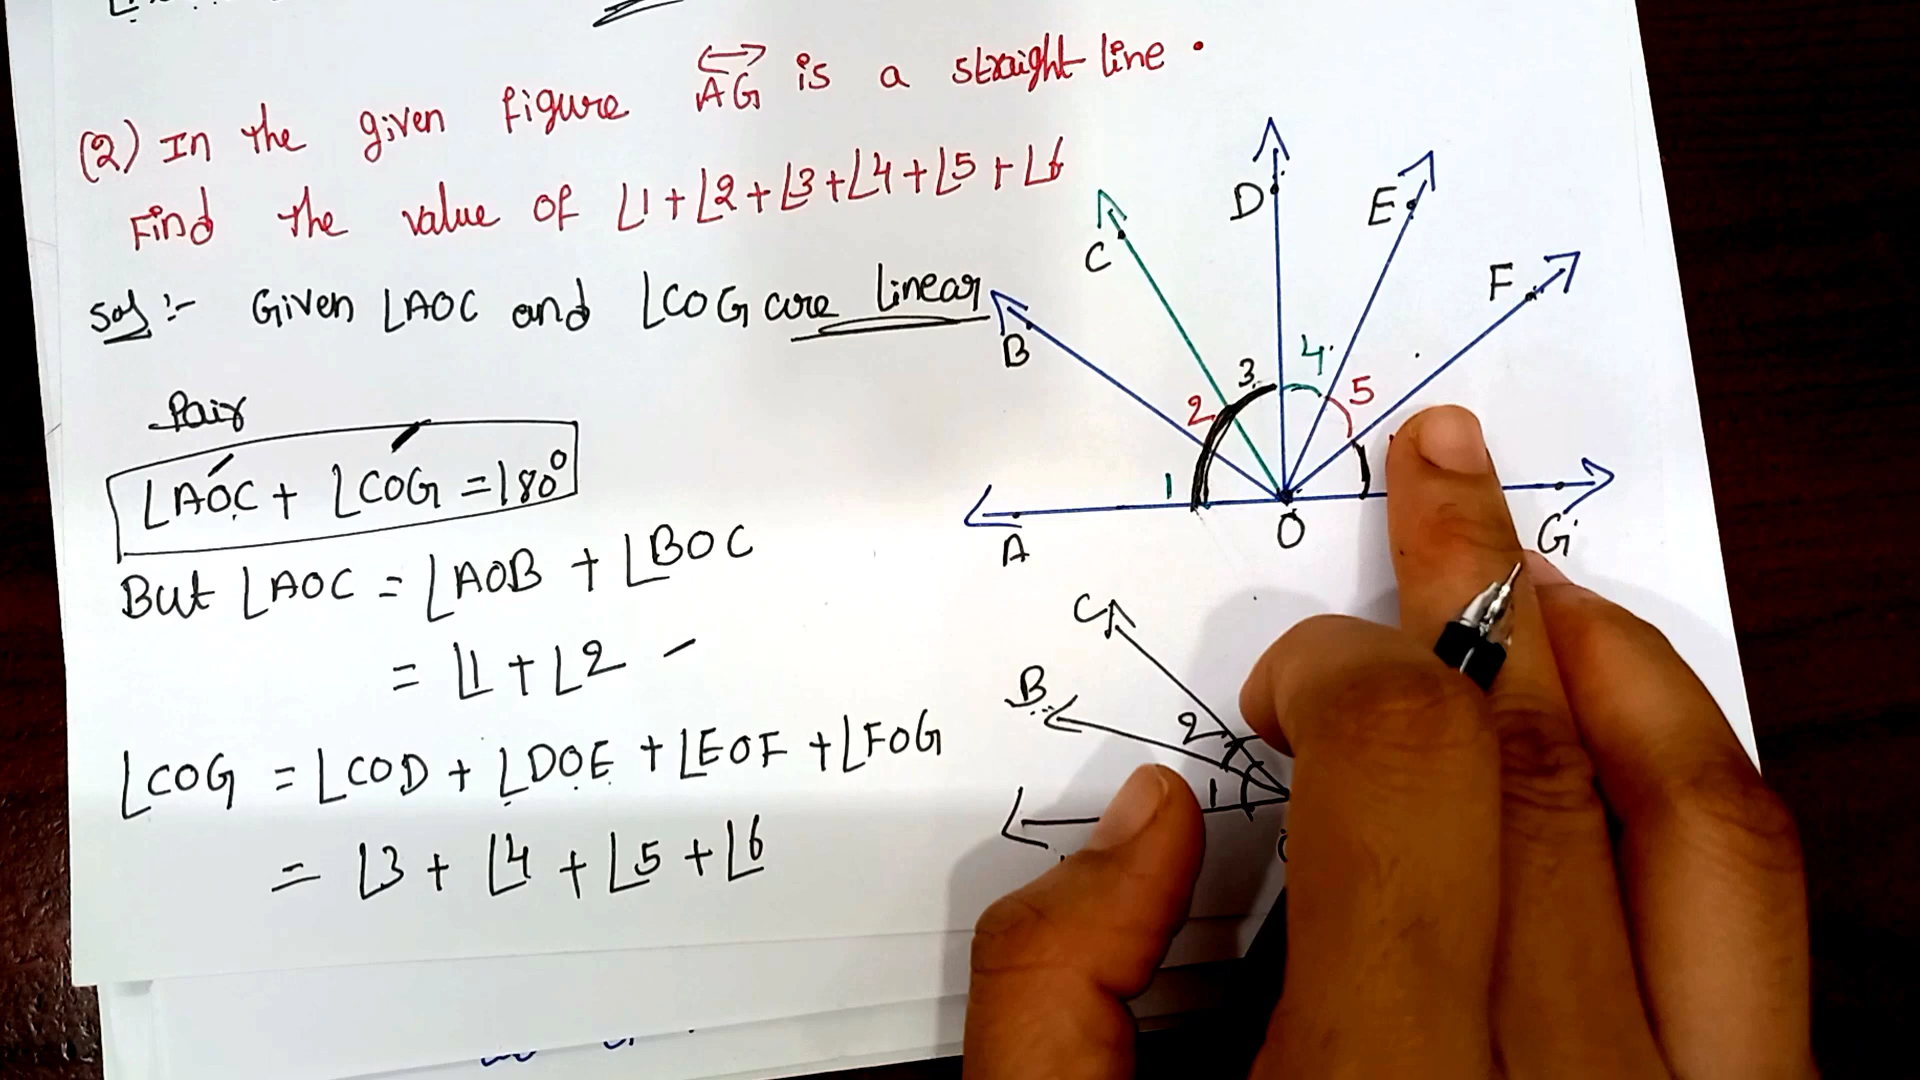 (2) In the given figure AG is a straight line.
Find the value of ∠1+∠2+∠3+∠4+∠5+∠6
Sol:- Given ∠AOC and ∠COG are linear
Pair
∠AOC + ∠COG = 180°
But ∠AOC = ∠AOB + ∠BOC
= ∠1 + ∠2
∠COG = ∠COD + ∠DOE + ∠EOF + ∠FOG
= ∠3 + ∠4 + ∠5 + ∠6
D
E
C
F
B
4
3
5
2
1
A
O
G
C
B
2
1